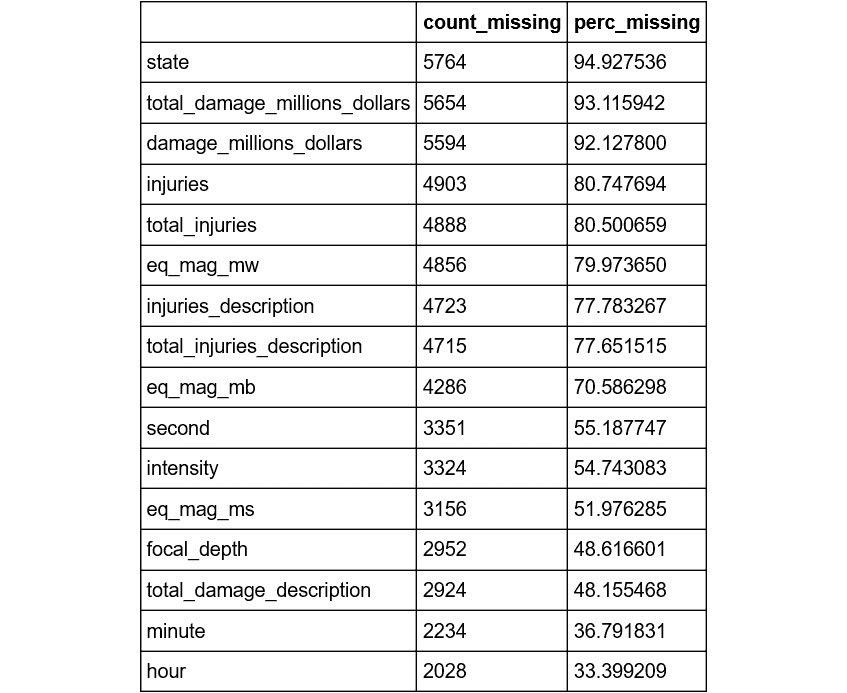 count_missing perc_missing
state 5764 94.927536
total_damage_millions_dollars 5654 93.115942
damage_millions_dollars 5594 92.127800
injuries 4903 80.747694
total_injuries 4888 80.500659
eq_mag_mw 4856 79.973650
injuries_description 4723 77.783267
total_injuries_description 4715 77.651515
eq_mag_mb 4286 70.586298
second 3351 55.187747
intensity 3324 54.743083
eq_mag_ms 3156 51.976285
focal_depth 2952 48.616601
total_damage_description 2924 48.155468
minute 2234 36.791831
hour 2028 33.399209